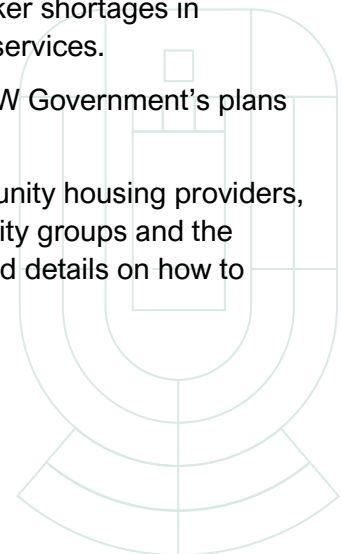 ker shortages in
services.
W Government's plans
unity housing providers,
ity groups and the
d details on how to